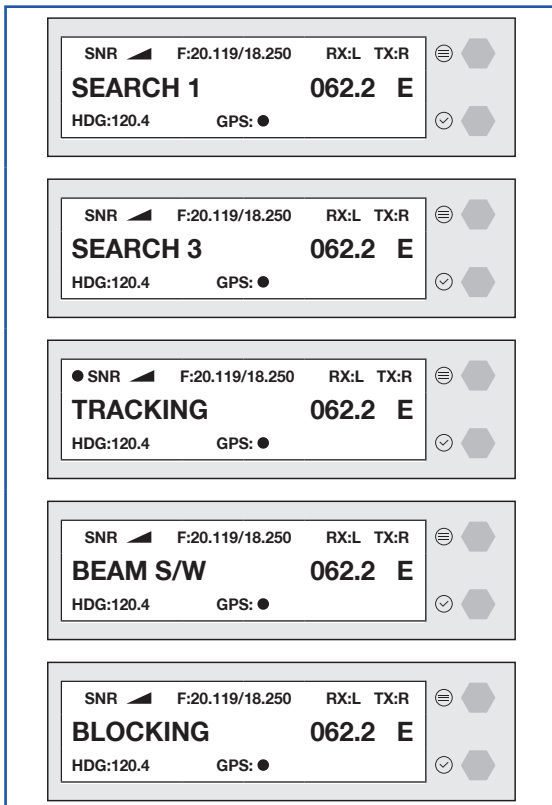 SNR F:20.119/18.250 RX:L TX:R
SEARCH 1 062.2 E
HDG:120.4 GPS: ●
SNR F:20.119/18.250 RX:L TX:R
SEARCH 3 062.2 E
HDG:120.4 GPS: ●
● SNR F:20.119/18.250 RX:L TX:R
TRACKING 062.2 E
HDG:120.4 GPS: ●
SNR F:20.119/18.250 RX:L TX:R
BEAM S/W 062.2 E
HDG:120.4 GPS: ●
SNR F:20.119/18.250 RX:L TX:R
BLOCKING 062.2 E
HDG:120.4 GPS: ●